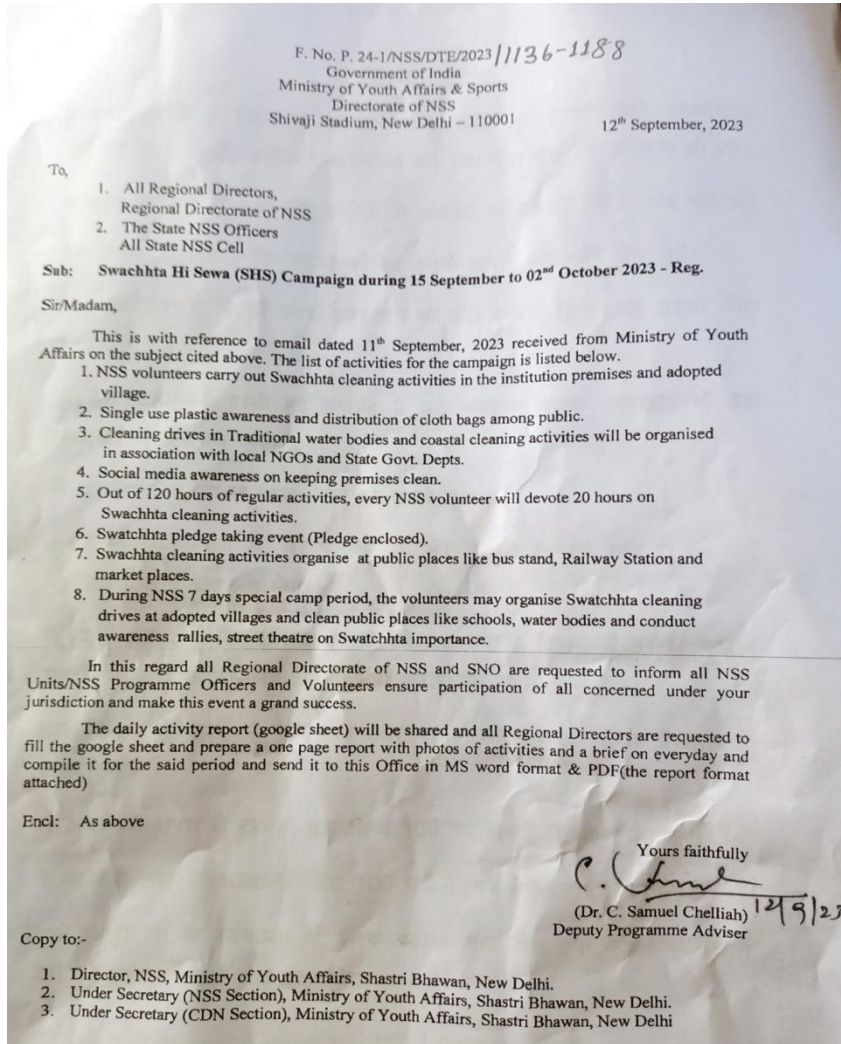 F. No. P. 24-1/NSS/DTE/2023/1136-1188
Government of India
Ministry of Youth Affairs & Sports
Directorate of NSS
Shivaji Stadium, New Delhi – 110001
12th September, 2023
To,
1. All Regional Directors,
Regional Directorate of NSS
2. The State NSS Officers
All State NSS Cell
Sub: Swachhta Hi Sewa (SHS) Campaign during 15 September to 02nd October 2023 - Reg.
Sir/Madam,
This is with reference to email dated 11th September, 2023 received from Ministry of Youth
Affairs on the subject cited above. The list of activities for the campaign is listed below.
1. NSS volunteers carry out Swachhta cleaning activities in the institution premises and adopted
village.
2. Single use plastic awareness and distribution of cloth bags among public.
3. Cleaning drives in Traditional water bodies and coastal cleaning activities will be organised
in association with local NGOs and State Govt. Depts.
4. Social media awareness on keeping premises clean.
5. Out of 120 hours of regular activities, every NSS volunteer will devote 20 hours on
Swachhta cleaning activities.
6. Swatchhta pledge taking event (Pledge enclosed).
7. Swachhta cleaning activities organise at public places like bus stand, Railway Station and
market places.
8. During NSS 7 days special camp period, the volunteers may organise Swatchhta cleaning
drives at adopted villages and clean public places like schools, water bodies and conduct
awareness rallies, street theatre on Swatchhta importance.
In this regard all Regional Directorate of NSS and SNO are requested to inform all NSS
Units/NSS Programme Officers and Volunteers ensure participation of all concerned under your
jurisdiction and make this event a grand success.
The daily activity report (google sheet) will be shared and all Regional Directors are requested to
fill the google sheet and prepare a one page report with photos of activities and a brief on everyday and
compile it for the said period and send it to this Office in MS word format & PDF(the report format
attached)
Encl: As above
Yours faithfully
(Dr. C. Samuel Chelliah) 12/9/23
Deputy Programme Adviser
Copy to:-
1. Director, NSS, Ministry of Youth Affairs, Shastri Bhawan, New Delhi.
2. Under Secretary (NSS Section), Ministry of Youth Affairs, Shastri Bhawan, New Delhi.
3. Under Secretary (CDN Section), Ministry of Youth Affairs, Shastri Bhawan, New Delhi